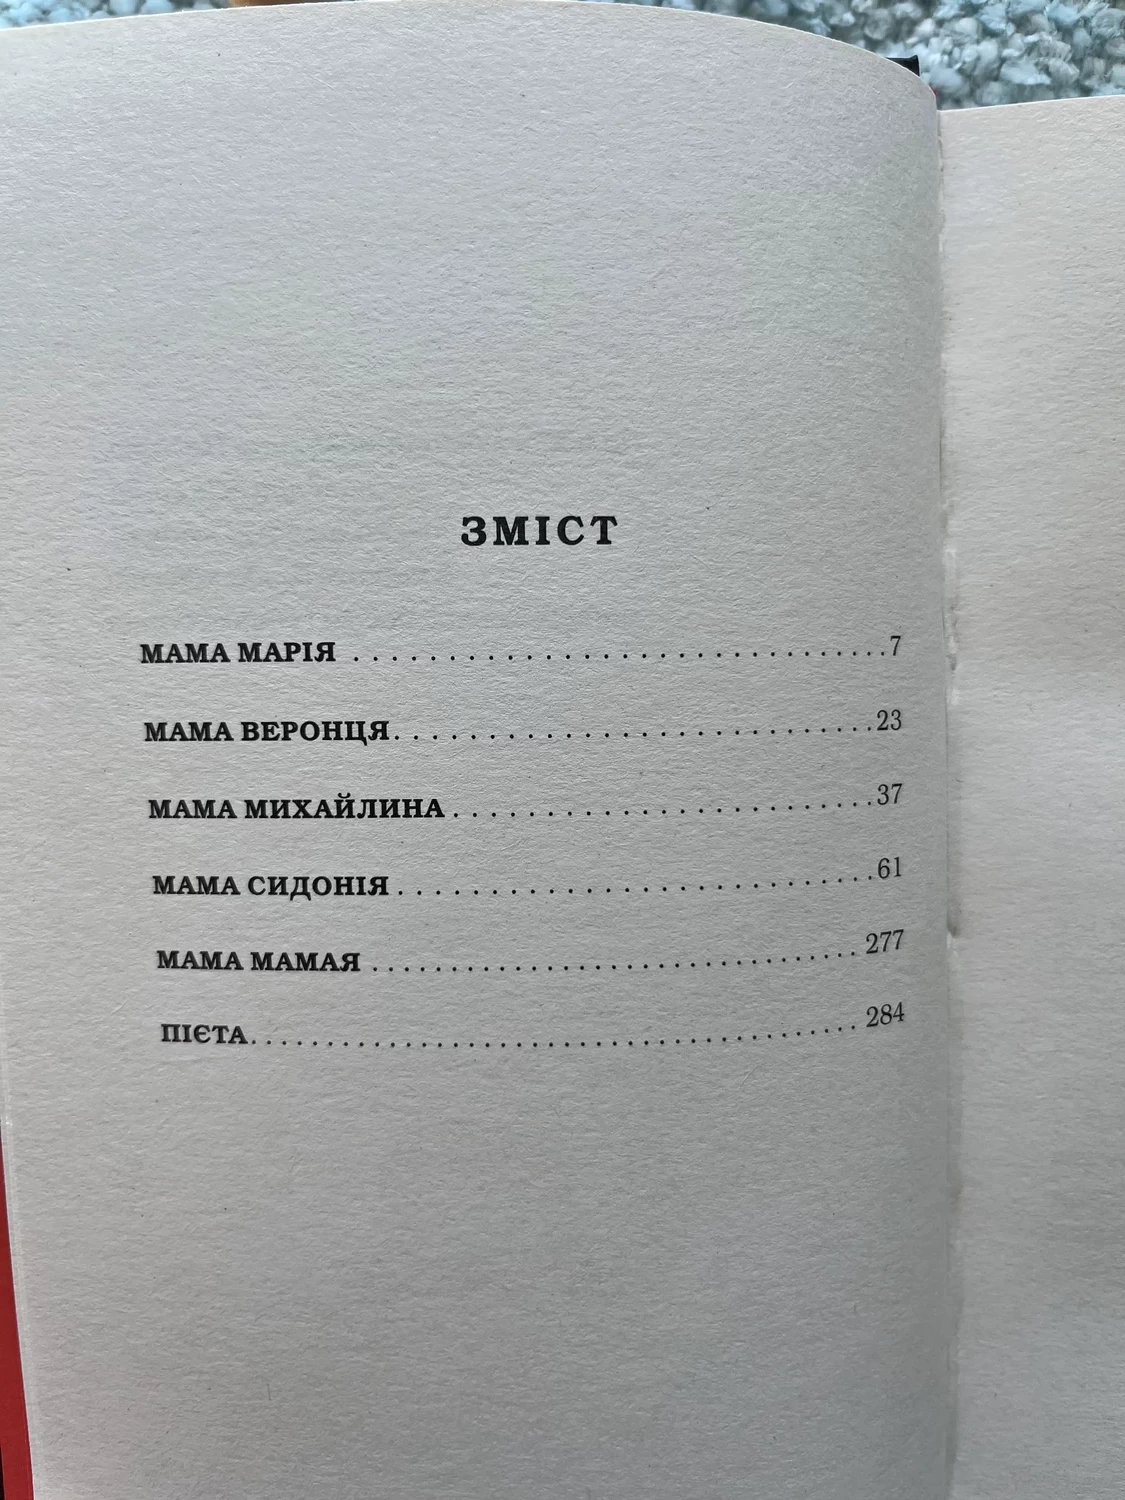 ЗМІСТ
МАМА МАРІЯ . . . . . . . . . . . . . . . . . . . . . . . . . . . . 7
МАМА ВЕРОНЦЯ. . . . . . . . . . . . . . . . . . . . . . . . . 23
МАМА МИХАЙЛИНА . . . . . . . . . . . . . . . . . . . . . . 37
МАМА СИДОНІЯ . . . . . . . . . . . . . . . . . . . . . . . . . 61
МАМА МАМАЯ . . . . . . . . . . . . . . . . . . . . . . . . . . 277
ПІЄТА. . . . . . . . . . . . . . . . . . . . . . . . . . . . . . . 284